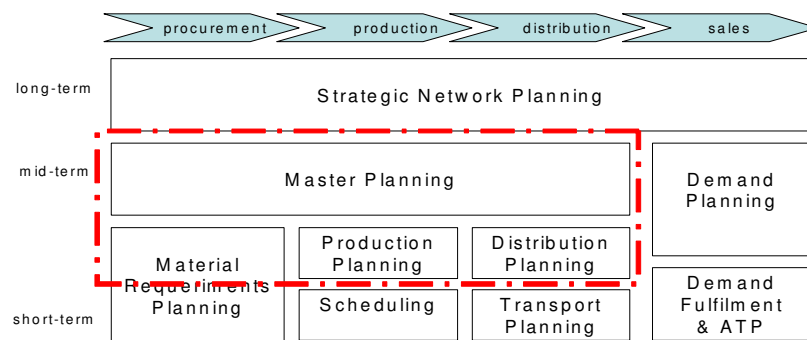 procurement
production
distribution
sales
long-term
Strategic Network Planning
mid-term
Master Planning
Demand
Planning
Material
Requeriments
Planning
Production
Planning
Distribution
Planning
short-term
Scheduling
Transport
Planning
Demand
Fulfilment
& ATP